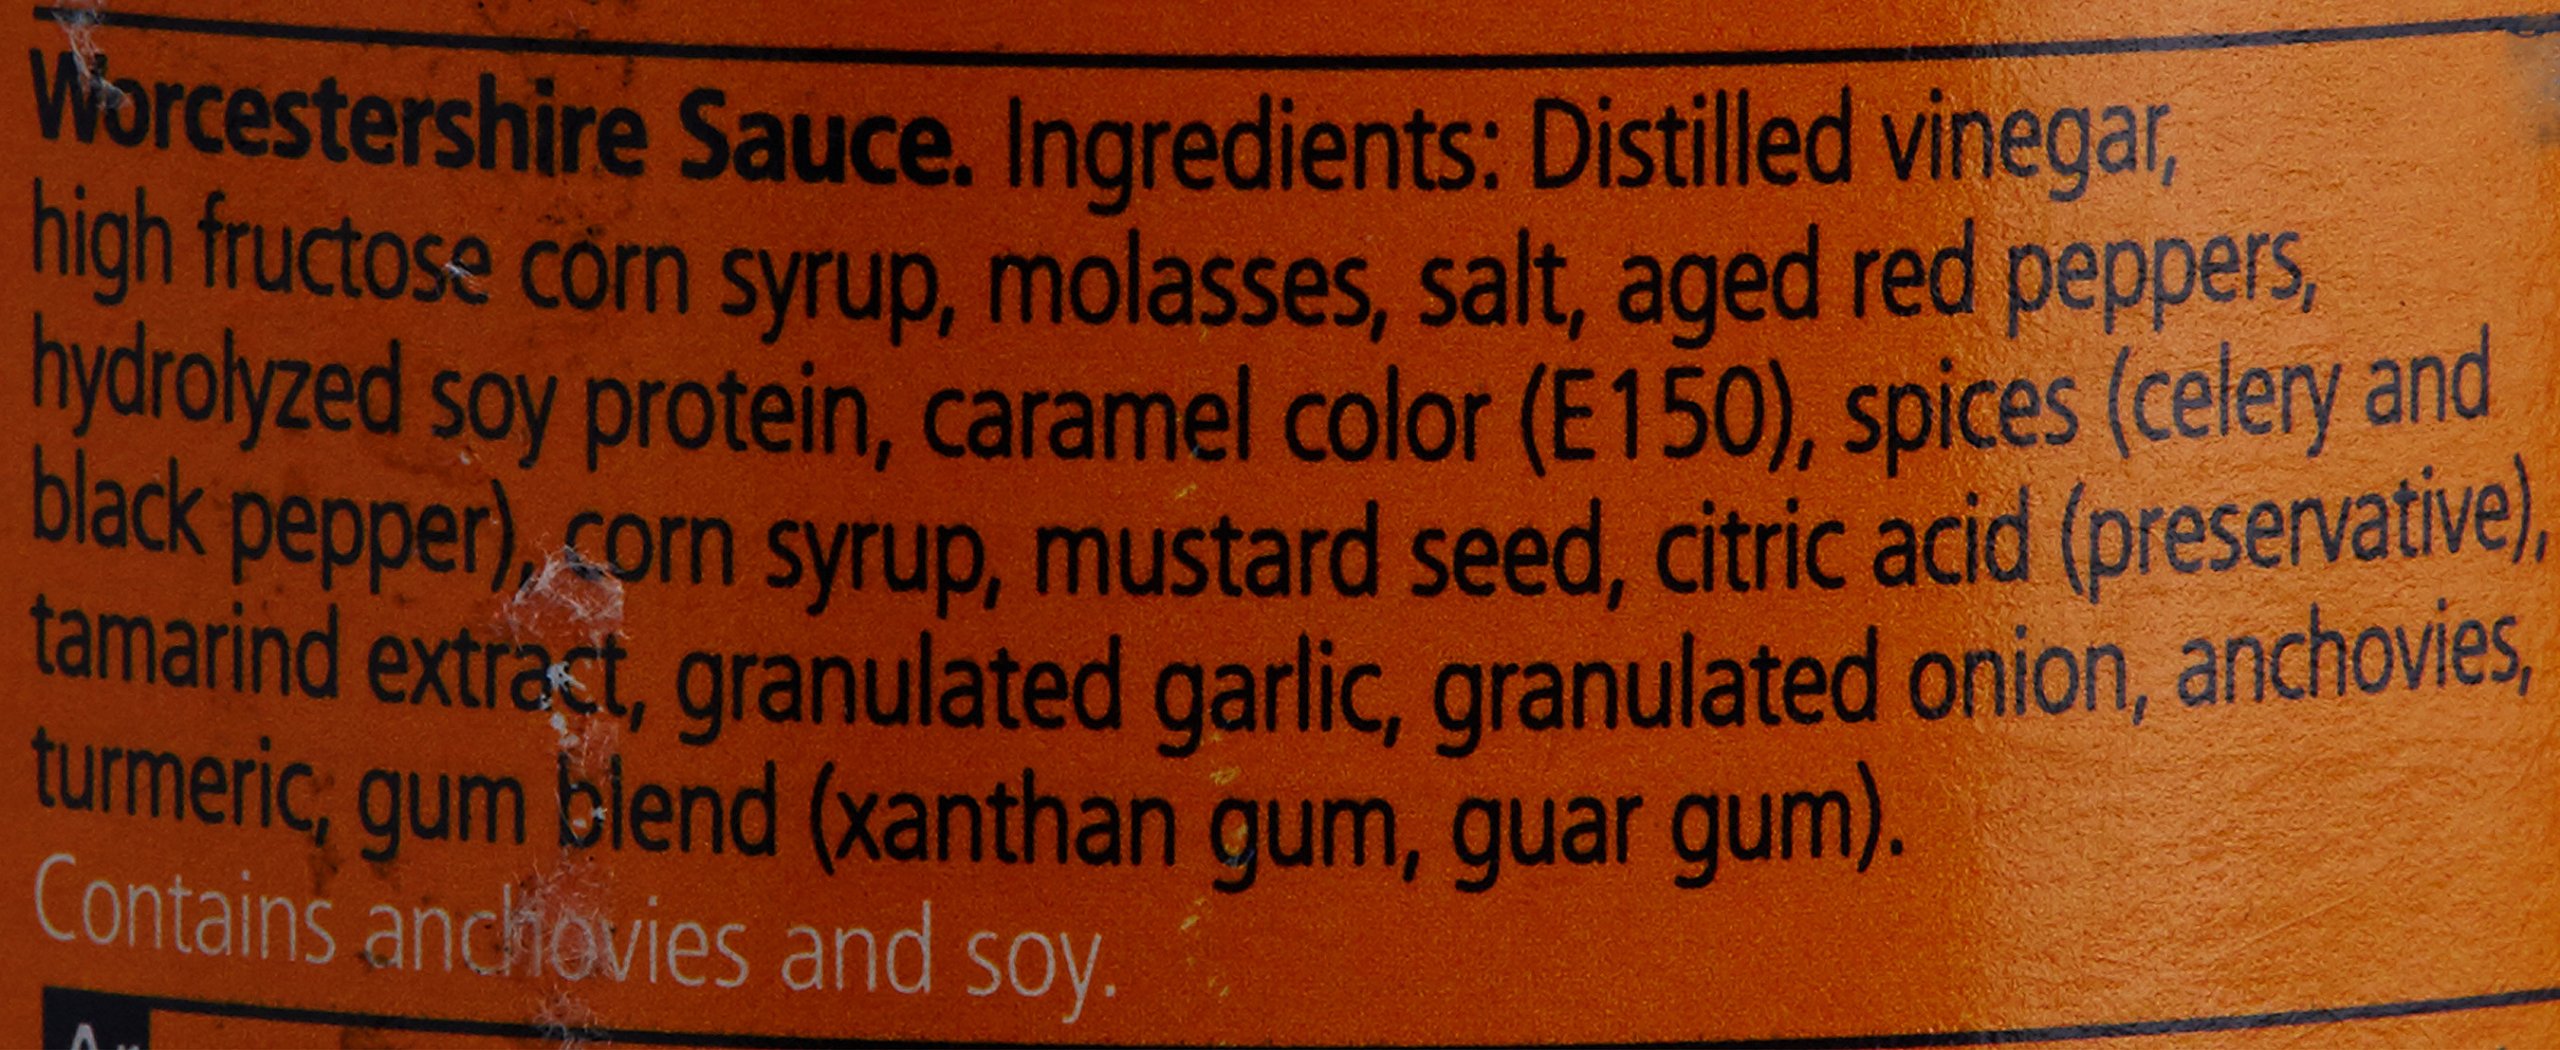 Worcestershire Sauce. Ingredients: Distilled vinegar,
high fructose corn syrup, molasses, salt, aged red peppers,
hydrolyzed soy protein, caramel color (E150), spices (celery and
black pepper), corn syrup, mustard seed, citric acid (preservative),
tamarind extract, granulated garlic, granulated onion, anchovies,
turmeric, gum blend (xanthan gum, guar gum).
Contains anchovies and soy.